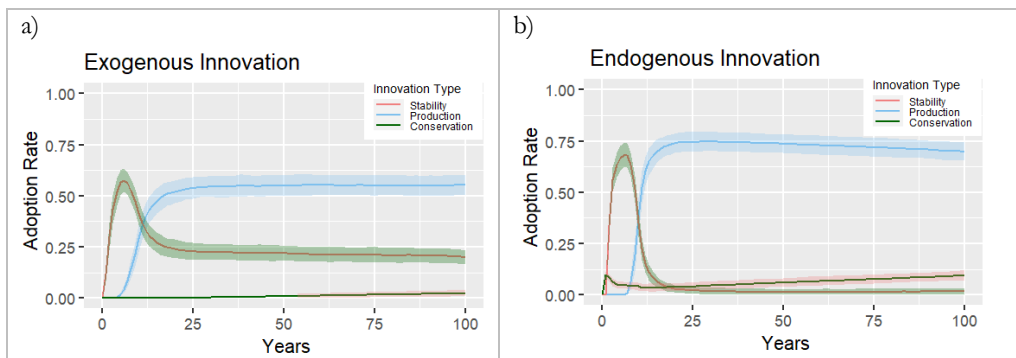 a)
Exogenous Innovation
Innovation Type
Stability
Production
Conservation
1.00
0.75
0.50
0.25
0.00
Adoption Rate
0 25 50 75 100
Years
b)
Endogenous Innovation
Innovation Type
Stability
Production
Conservation
1.00
0.75
0.50
0.25
0.00
Adoption Rate
0 25 50 75 100
Years